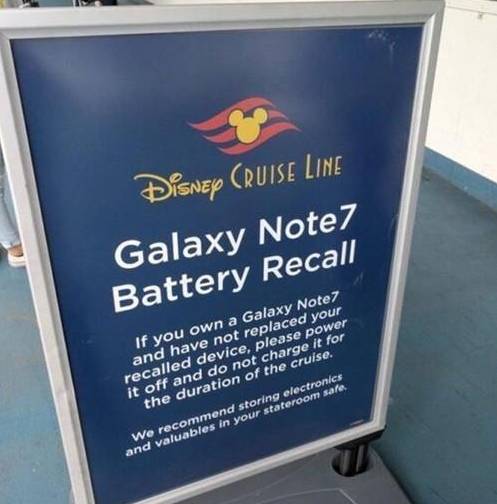 Disney Cruise Line
Galaxy Note7
Battery Recall
If you own a Galaxy Note7
and have not replaced your
recalled device, please power
it off and do not charge it for
the duration of the cruise.
We recommend storing electronics
and valuables in your stateroom safe.